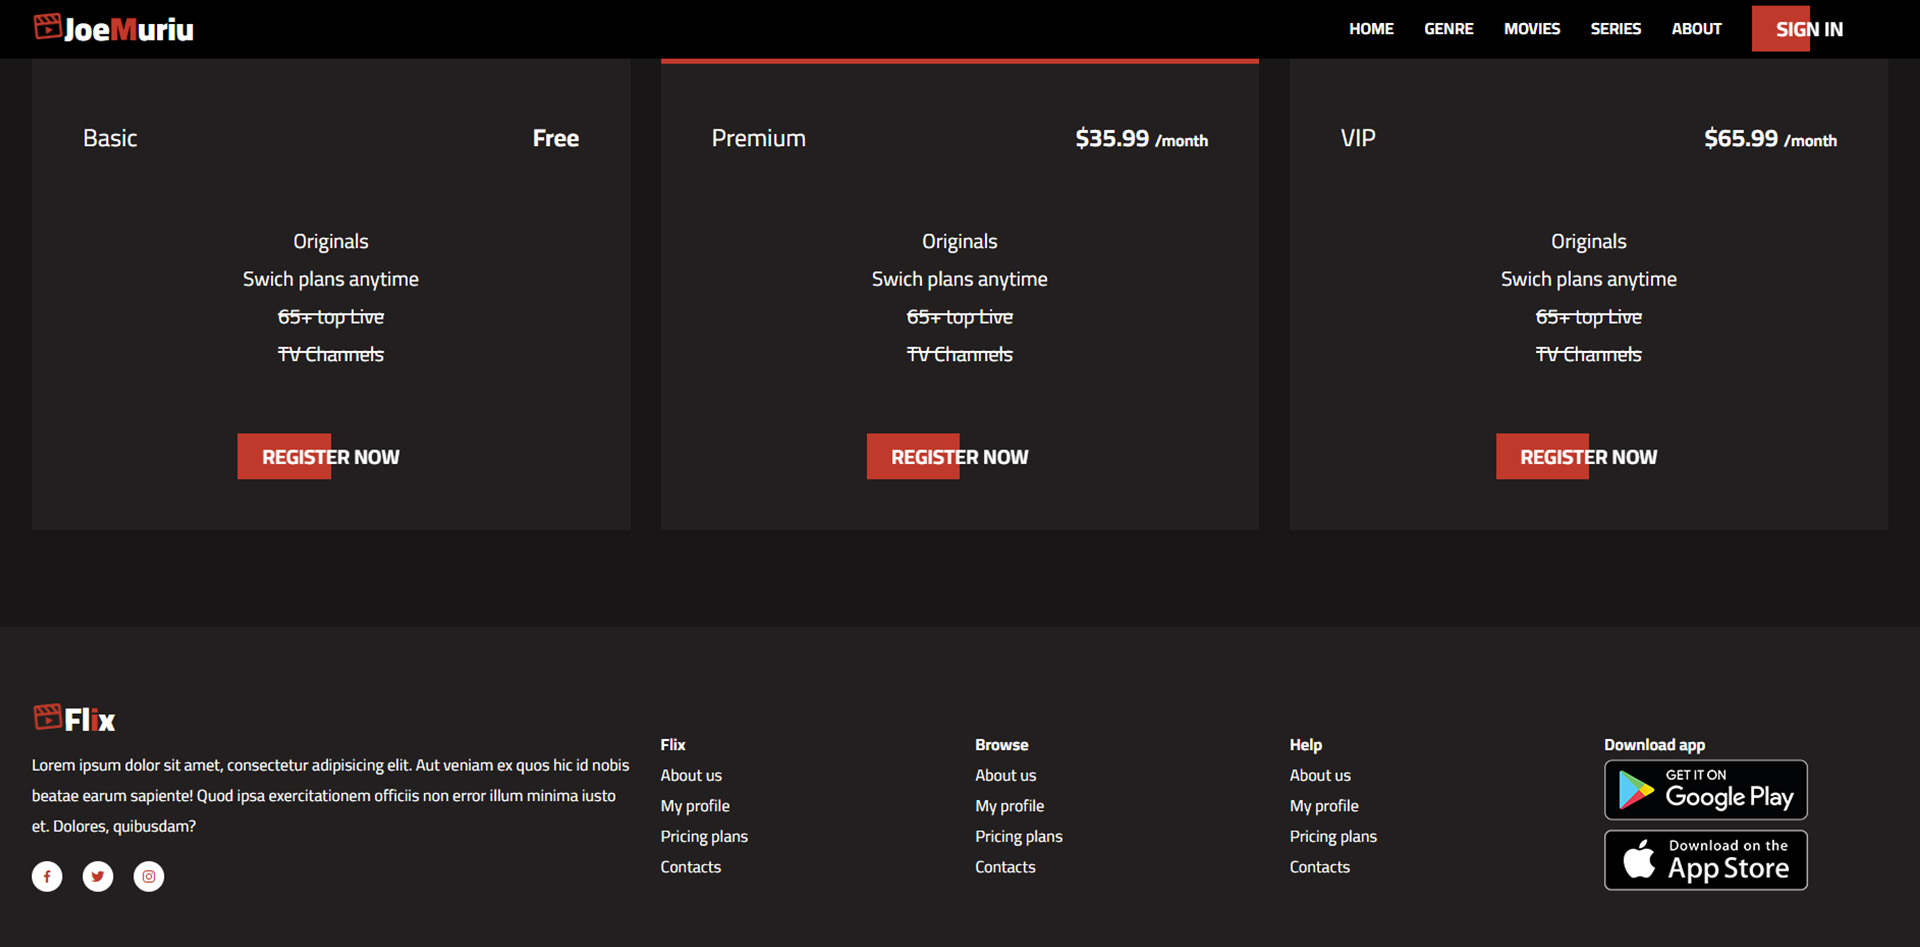 JoeMuriu
HOME GENRE MOVIES SERIES ABOUT SIGN IN
Basic Free
Originals
Swich plans anytime
65+ top Live
TV Channels
REGISTER NOW
Premium $35.99 /month
Originals
Swich plans anytime
65+ top Live
TV Channels
REGISTER NOW
VIP $65.99 /month
Originals
Swich plans anytime
65+ top Live
TV Channels
REGISTER NOW
Flix
Lorem ipsum dolor sit amet, consectetur adipisicing elit. Aut veniam ex quos hic id nobis
beatae earum sapiente! Quod ipsa exercitationem officiis non error illum minima iusto
et. Dolores, quibusdam?
Flix
About us
My profile
Pricing plans
Contacts
Browse
About us
My profile
Pricing plans
Contacts
Help
About us
My profile
Pricing plans
Contacts
Download app
GET IT ON
Google Play
Download on the
App Store